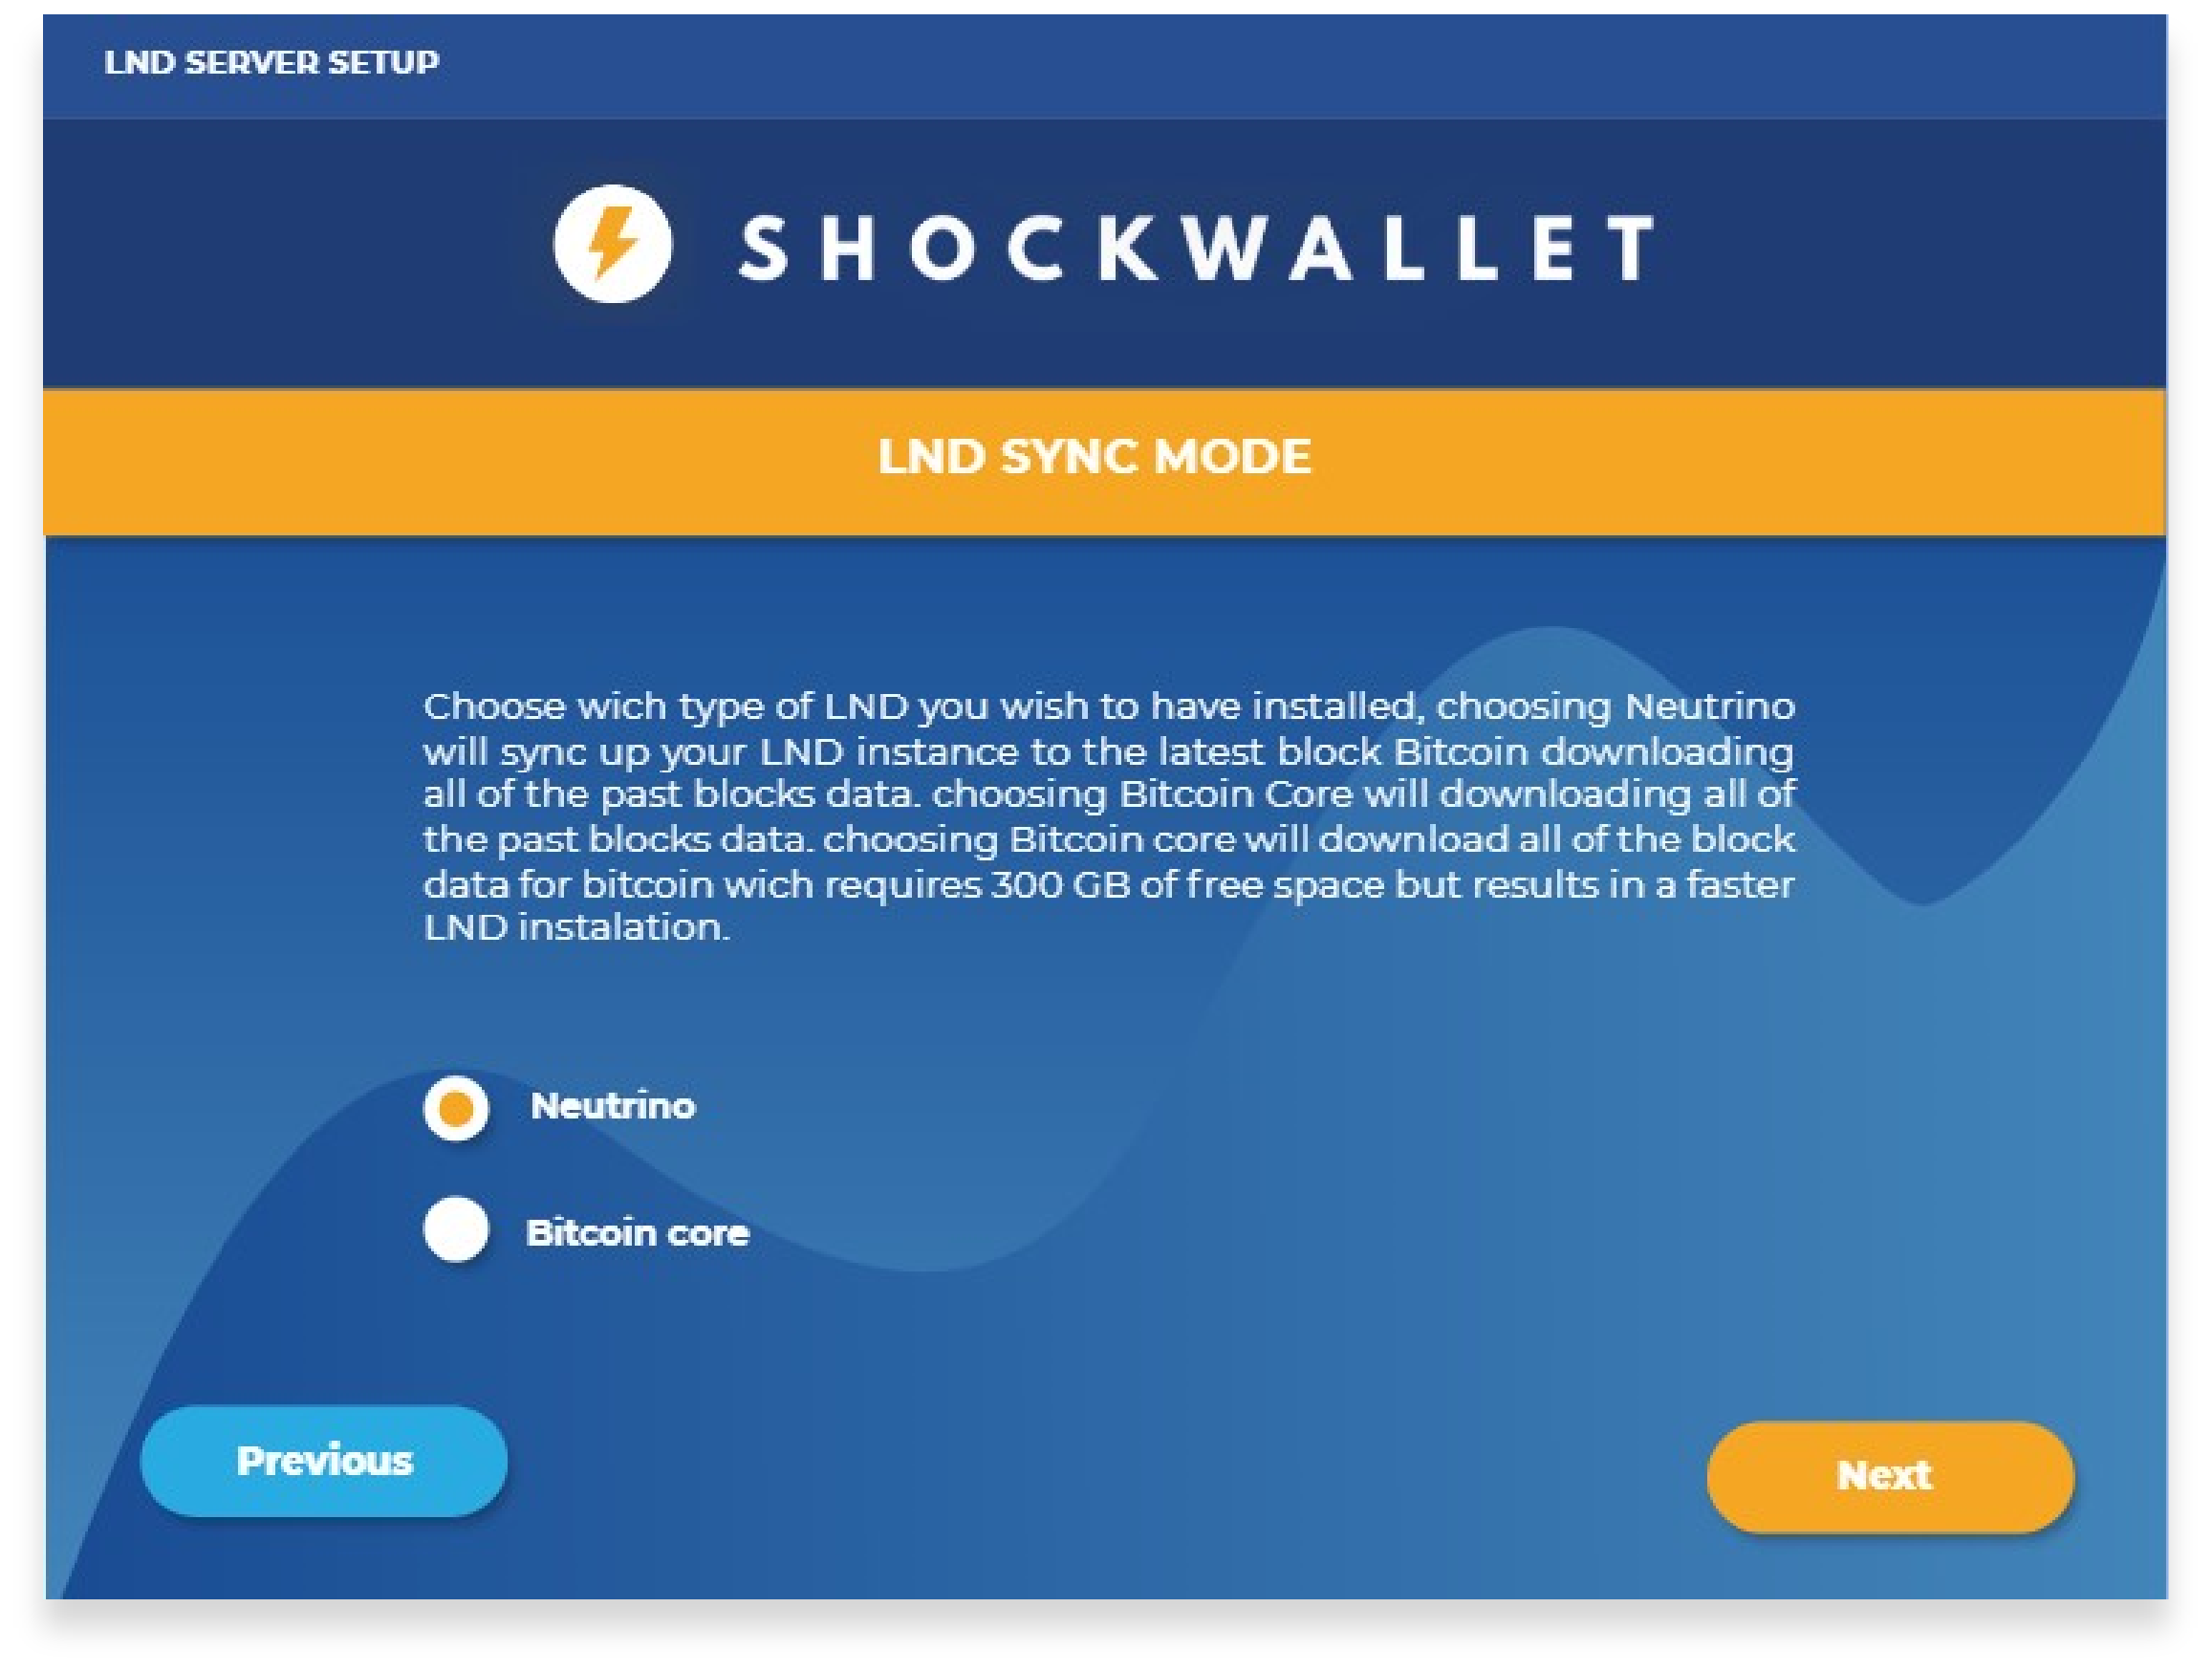 LND SERVER SETUP
SHOCKWALLET
LND SYNC MODE
Choose wich type of LND you wish to have installed, choosing Neutrino
will sync up your LND instance to the latest block Bitcoin downloading
all of the past blocks data. choosing Bitcoin Core will downloading all of
the past blocks data. choosing Bitcoin core will download all of the block
data for bitcoin wich requires 300 GB of free space but results in a faster
LND instalation.
Neutrino
Bitcoin core
Previous
Next